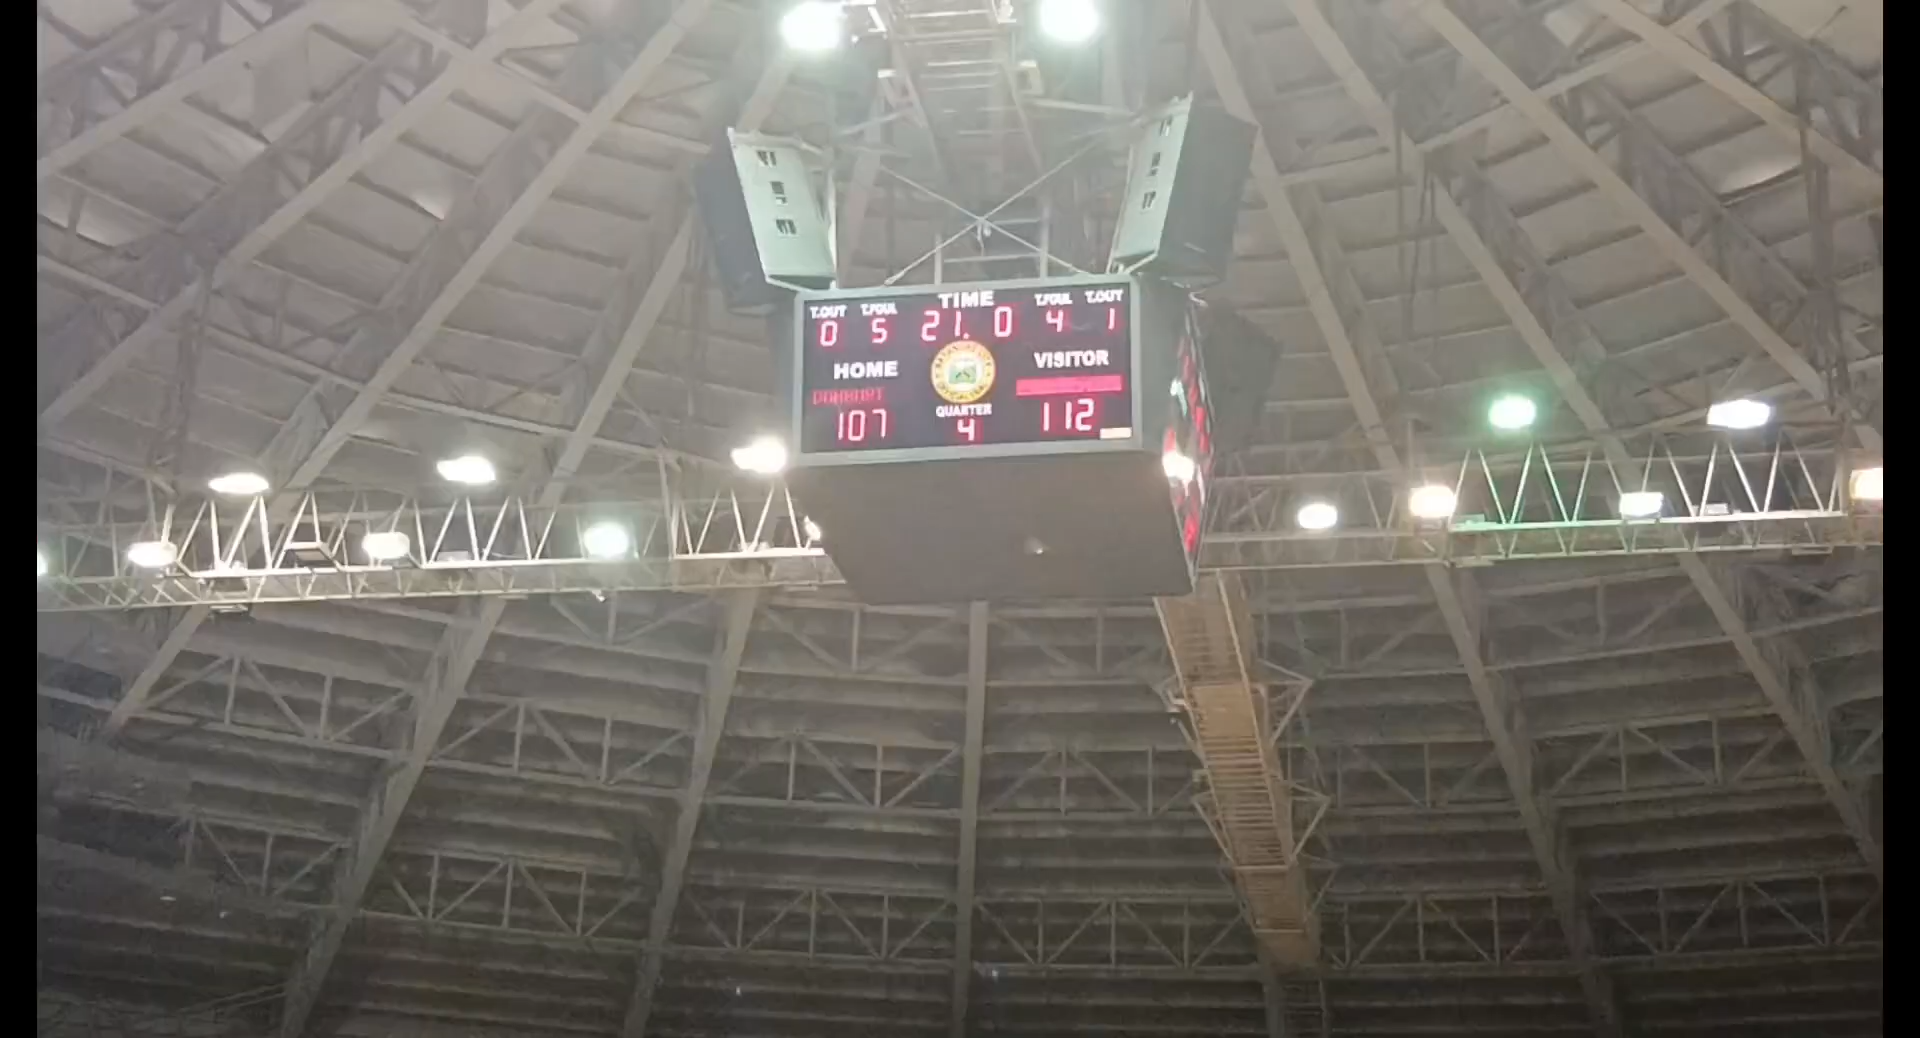 T.OUT T.FOUL TIME T.FOUL T.OUT
0 5 21.0 4 1
HOME VISITOR
107 QUARTER 112
4